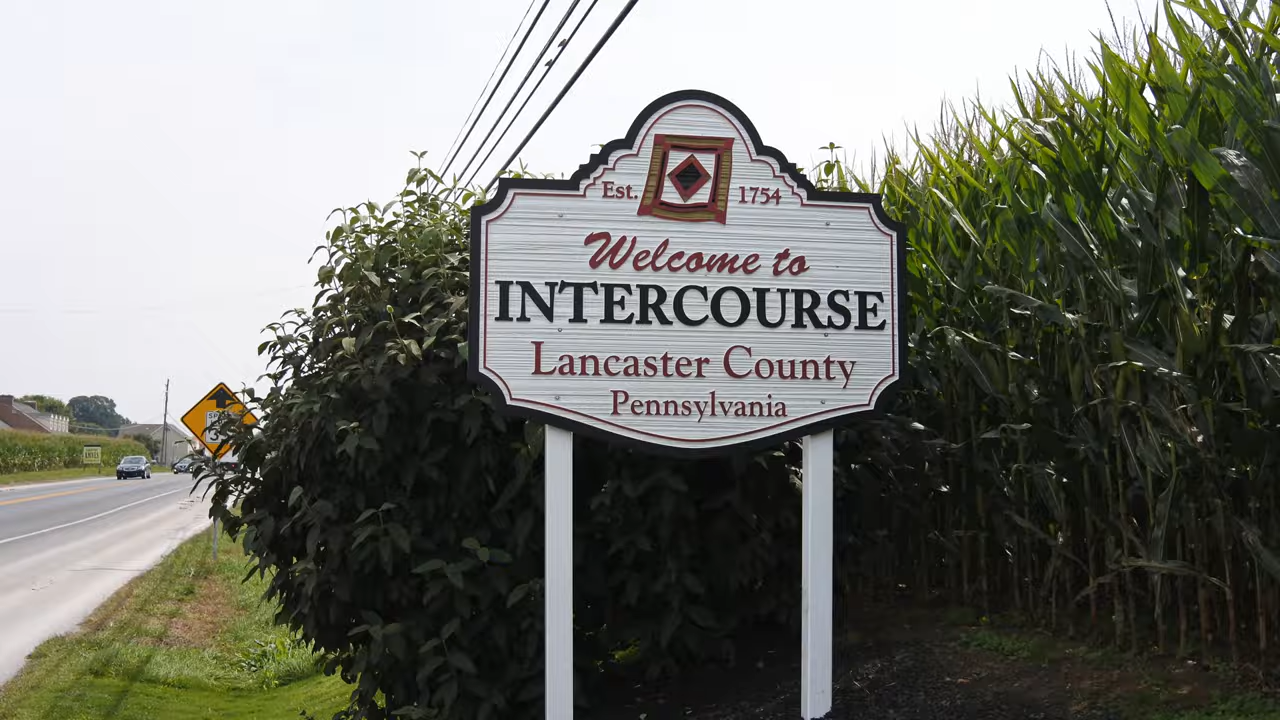 Est. 1754
Welcome to
INTERCOURSE
Lancaster County
Pennsylvania